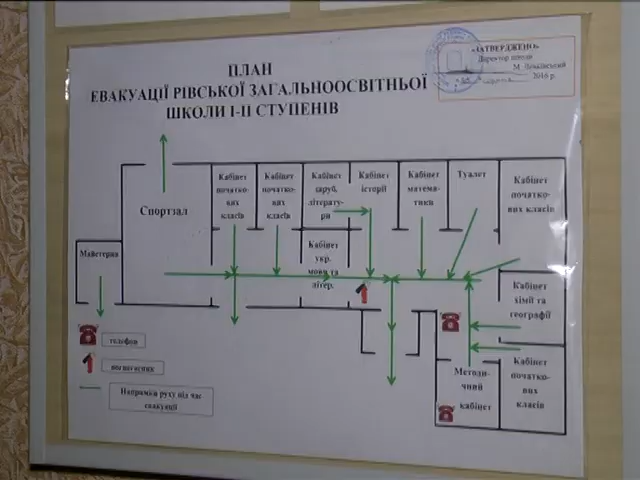 «ЗАТВЕРДЖЕНО»
Директор школи
2016 р.
ПЛАН
ЕВАКУАЦІЇ РІВСЬКОЇ ЗАГАЛЬНООСВІТНЬОЇ
ШКОЛИ І-ІІ СТУПЕНІВ
Спортзал
Кабінет
початко-
вих
класів
Кабінет
початко-
вих
класів
Кабінет
заруб.
літерату-
ри
Кабінет
історії
Кабінет
матема-
тики
Туалет
Кабінет
початко-
вих класів
Майстерня
Кабінет
укр.
мови та
літер.
Кабінет
хімії та
географії
Методи-
чний
кабінет
Кабінет
початко-
вих
класів
телефон
вогнегасник
Напрямки руху під час
евакуації